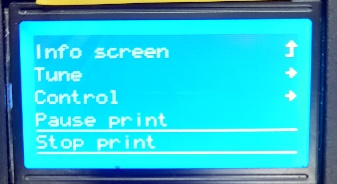 Info screen
Tune
Control
Pause print
Stop print